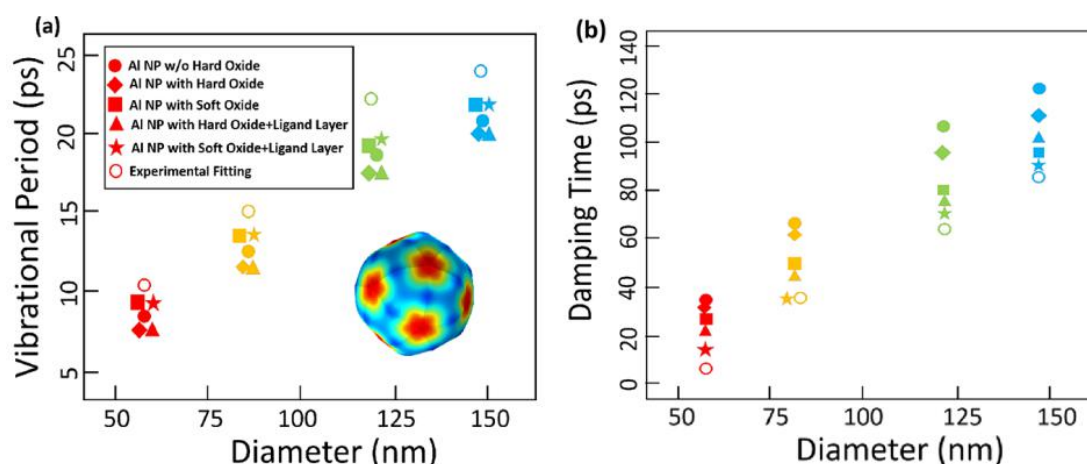 (a)
Vibrational Period (ps)
25
20
15
10
5
Al NP w/o Hard Oxide
Al NP with Hard Oxide
Al NP with Soft Oxide
Al NP with Hard Oxide+Ligand Layer
Al NP with Soft Oxide+Ligand Layer
Experimental Fitting
50
75
100
125
150
Diameter (nm)
(b)
Damping Time (ps)
140
120
100
80
60
40
20
0
50
75
100
125
150
Diameter (nm)